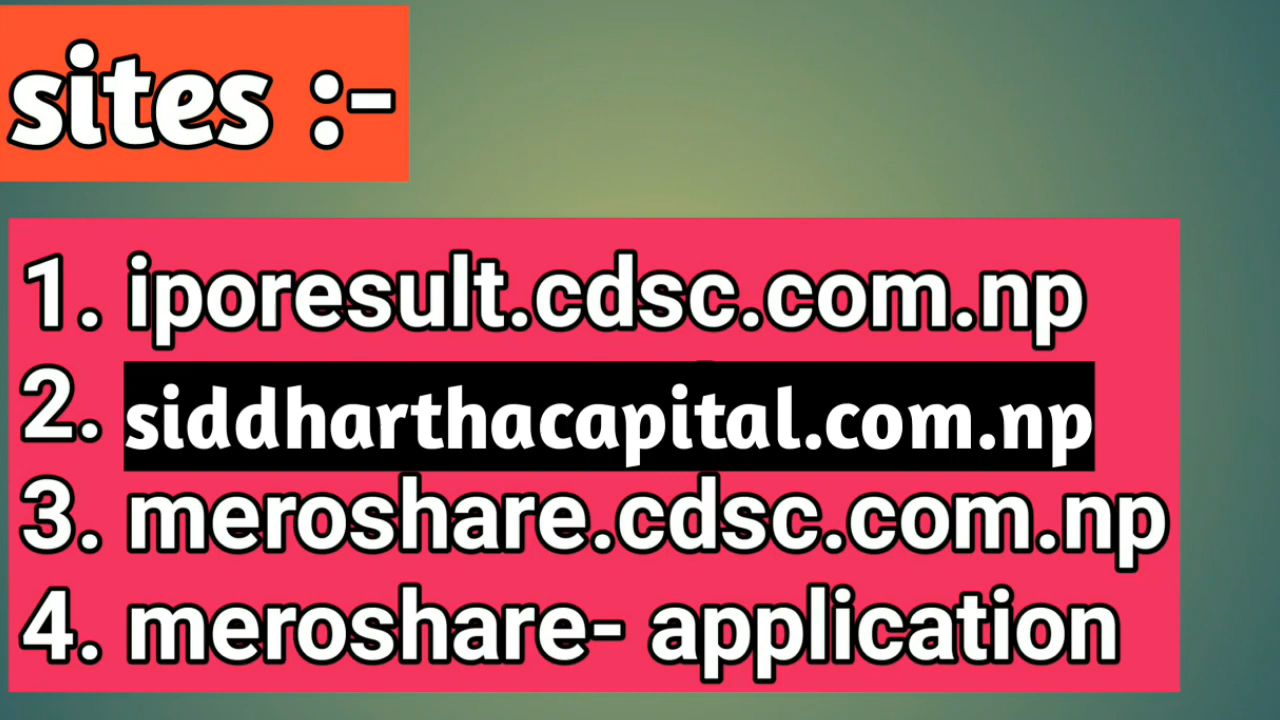 sites :-
1. iporesult.cdsc.com.np
2. siddharthacapital.com.np
3. meroshare.cdsc.com.np
4. meroshare- application